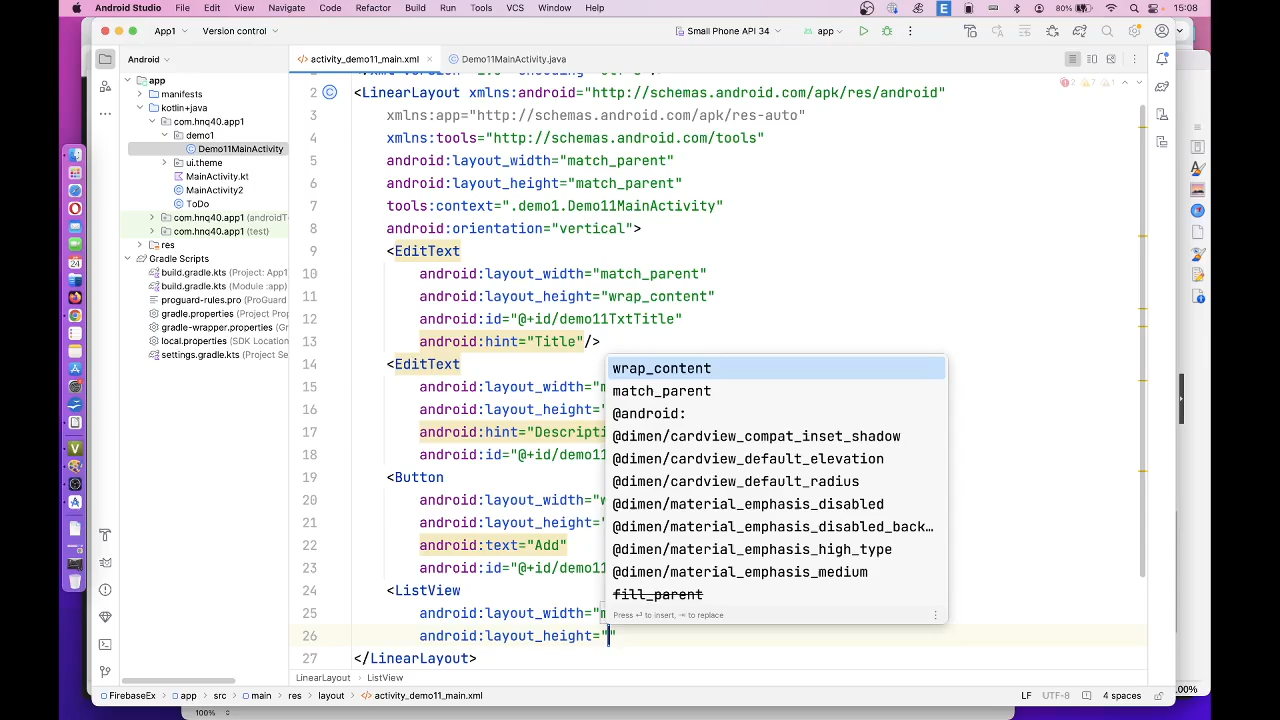 Android Studio File Edit View Navigate Code Refactor Build Run Tools VCS Window Help E 80% 15:08
App1 Version control Small Phone API 34 app
Android activity_demo11_main.xml Demo11MainActivity.java
app
manifests
kotlin+java
com.hnq40.app1
demo1
Demo11MainActivity
ui.theme
MainActivity.kt
MainActivity2
ToDo
com.hnq40.app1 (androidT
com.hnq40.app1 (test)
res
Gradle Scripts
build.gradle.kts (Project: App1
build.gradle.kts (Module :app)
proguard-rules.pro (ProGuard
gradle.properties (Project Prop
gradle-wrapper.properties (Gr
local.properties (SDK Location
settings.gradle.kts (Project Se
2 <LinearLayout xmlns:android="http://schemas.android.com/apk/res/android"
3 xmlns:app="http://schemas.android.com/apk/res-auto"
4 xmlns:tools="http://schemas.android.com/tools"
5 android:layout_width="match_parent"
6 android:layout_height="match_parent"
7 tools:context=".demo1.Demo11MainActivity"
8 android:orientation="vertical">
9 <EditText
10 android:layout_width="match_parent"
11 android:layout_height="wrap_content"
12 android:id="@+id/demo11TxtTitle"
13 android:hint="Title"/>
14 <EditText
15 android:layout_width="m
16 android:layout_height="
17 android:hint="Descripti
18 android:id="@+id/demo11
19 <Button
20 android:layout_width="w
21 android:layout_height="
22 android:text="Add"
23 android:id="@+id/demo11
24 <ListView
25 android:layout_width="m
26 android:layout_height=""
27 </LinearLayout>
wrap_content
match_parent
@android:
@dimen/cardview_compat_inset_shadow
@dimen/cardview_default_elevation
@dimen/cardview_default_radius
@dimen/material_emphasis_disabled
@dimen/material_emphasis_disabled_back…
@dimen/material_emphasis_high_type
@dimen/material_emphasis_medium
fill_parent
Press ⏎ to insert, ⇥ to replace
LinearLayout › ListView
FirebaseEx › app › src › main › res › layout › activity_demo11_main.xml LF UTF-8 4 spaces
100%